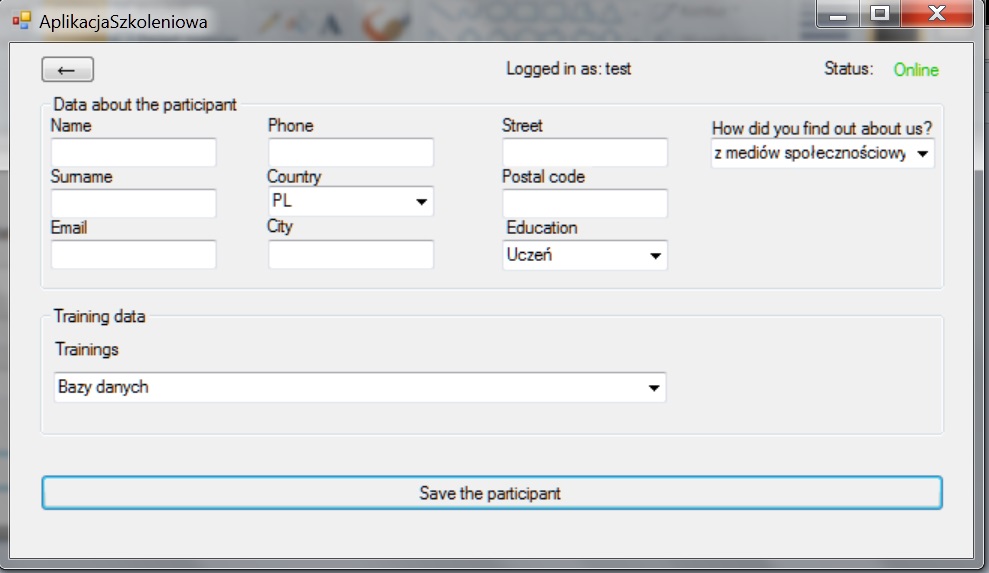 AplikacjaSzkoleniowa
← Logged in as: test Status: Online
Data about the participant
Name Phone Street How did you find out about us?
z mediów społecznościowy
Surname Country Postal code
PL
Email City Education
Uczeń
Training data
Trainings
Bazy danych
Save the participant